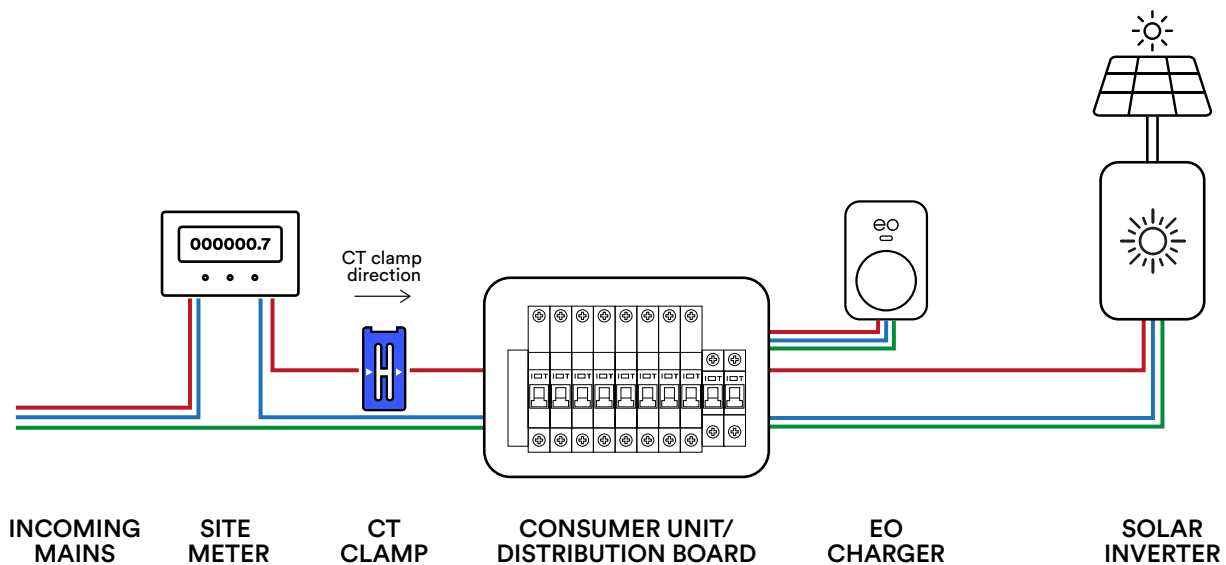 000000.7
CT clamp
direction
eo
INCOMING
MAINS
SITE
METER
CT
CLAMP
CONSUMER UNIT/
DISTRIBUTION BOARD
EO
CHARGER
SOLAR
INVERTER